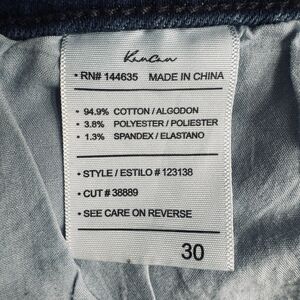 KanCan
• RN# 144635 MADE IN CHINA
• 94.9% COTTON / ALGODON
• 3.8% POLYESTER / POLIESTER
• 1.3% SPANDEX / ELASTANO
• STYLE / ESTILO # 123138
• CUT # 38889
• SEE CARE ON REVERSE
30